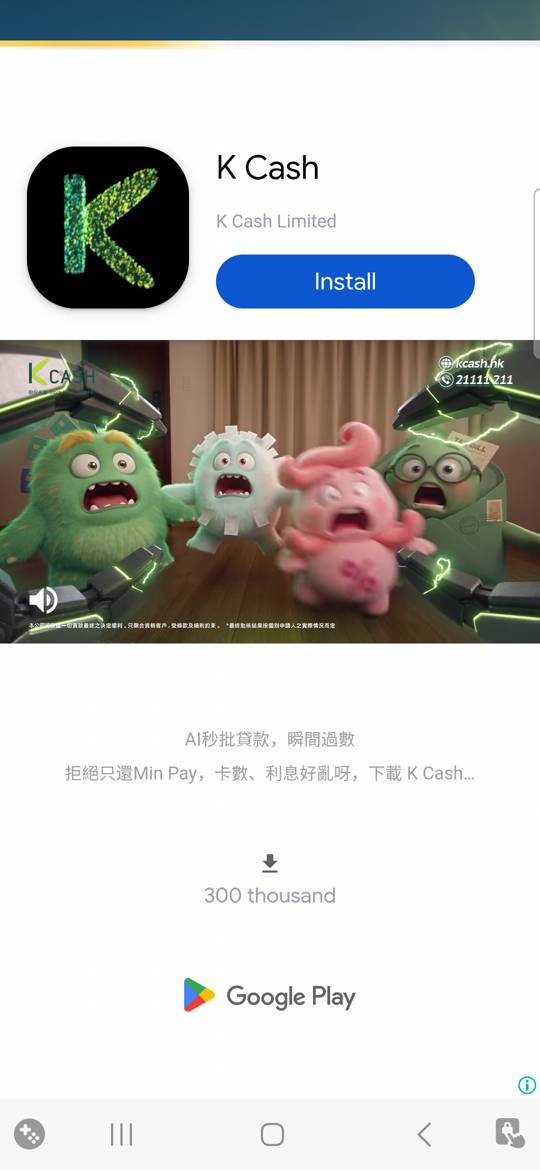 K Cash
K Cash Limited
Install
K CASH
kcash.hk
21111 211
TAX BILL
AI秒批貸款，瞬間過數
拒絕只還Min Pay，卡數、利息好亂呀，下載 K Cash…
300 thousand
Google Play